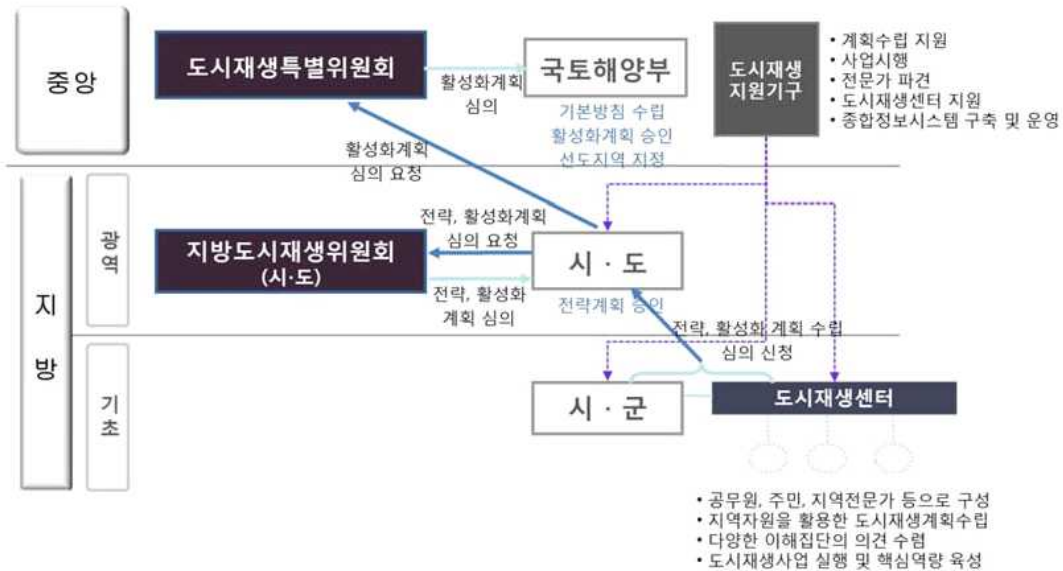 중앙
도시재생특별위원회
활성화계획
심의
국토해양부
기본방침 수립
활성화계획 승인
선도지역 지정
도시재생
지원기구
• 계획수립 지원
• 사업시행
• 전문가 파견
• 도시재생센터 지원
• 종합정보시스템 구축 및 운영
활성화계획
심의 요청
지방
광역
지방도시재생위원회
(시·도)
전략, 활성화계획
심의 요청
전략, 활성화
계획 심의
시 · 도
전략계획 승인
전략, 활성화 계획 수립
심의 신청
기초
시 · 군
도시재생센터
• 공무원, 주민, 지역전문가 등으로 구성
• 지역자원을 활용한 도시재생계획수립
• 다양한 이해집단의 의견 수렴
• 도시재생사업 실행 및 핵심역량 육성